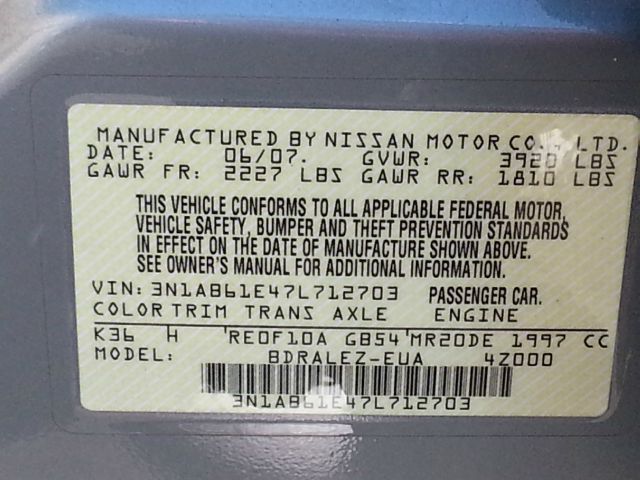 MANUFACTURED BY NISSAN MOTOR CO., LTD.
DATE: 06/07. GVWR: 3920 LBS
GAWR FR: 2227 LBS GAWR RR: 1810 LBS
THIS VEHICLE CONFORMS TO ALL APPLICABLE FEDERAL MOTOR
VEHICLE SAFETY, BUMPER AND THEFT PREVENTION STANDARDS
IN EFFECT ON THE DATE OF MANUFACTURE SHOWN ABOVE.
SEE OWNER'S MANUAL FOR ADDITIONAL INFORMATION.
VIN: 3N1AB61E47L712703 PASSENGER CAR.
COLOR TRIM TRANS AXLE ENGINE
K36 H RE0F10A GB54 MR20DE 1997 CC
MODEL: BDRALEZ-EUA 4Z000
3N1AB61E47L712703